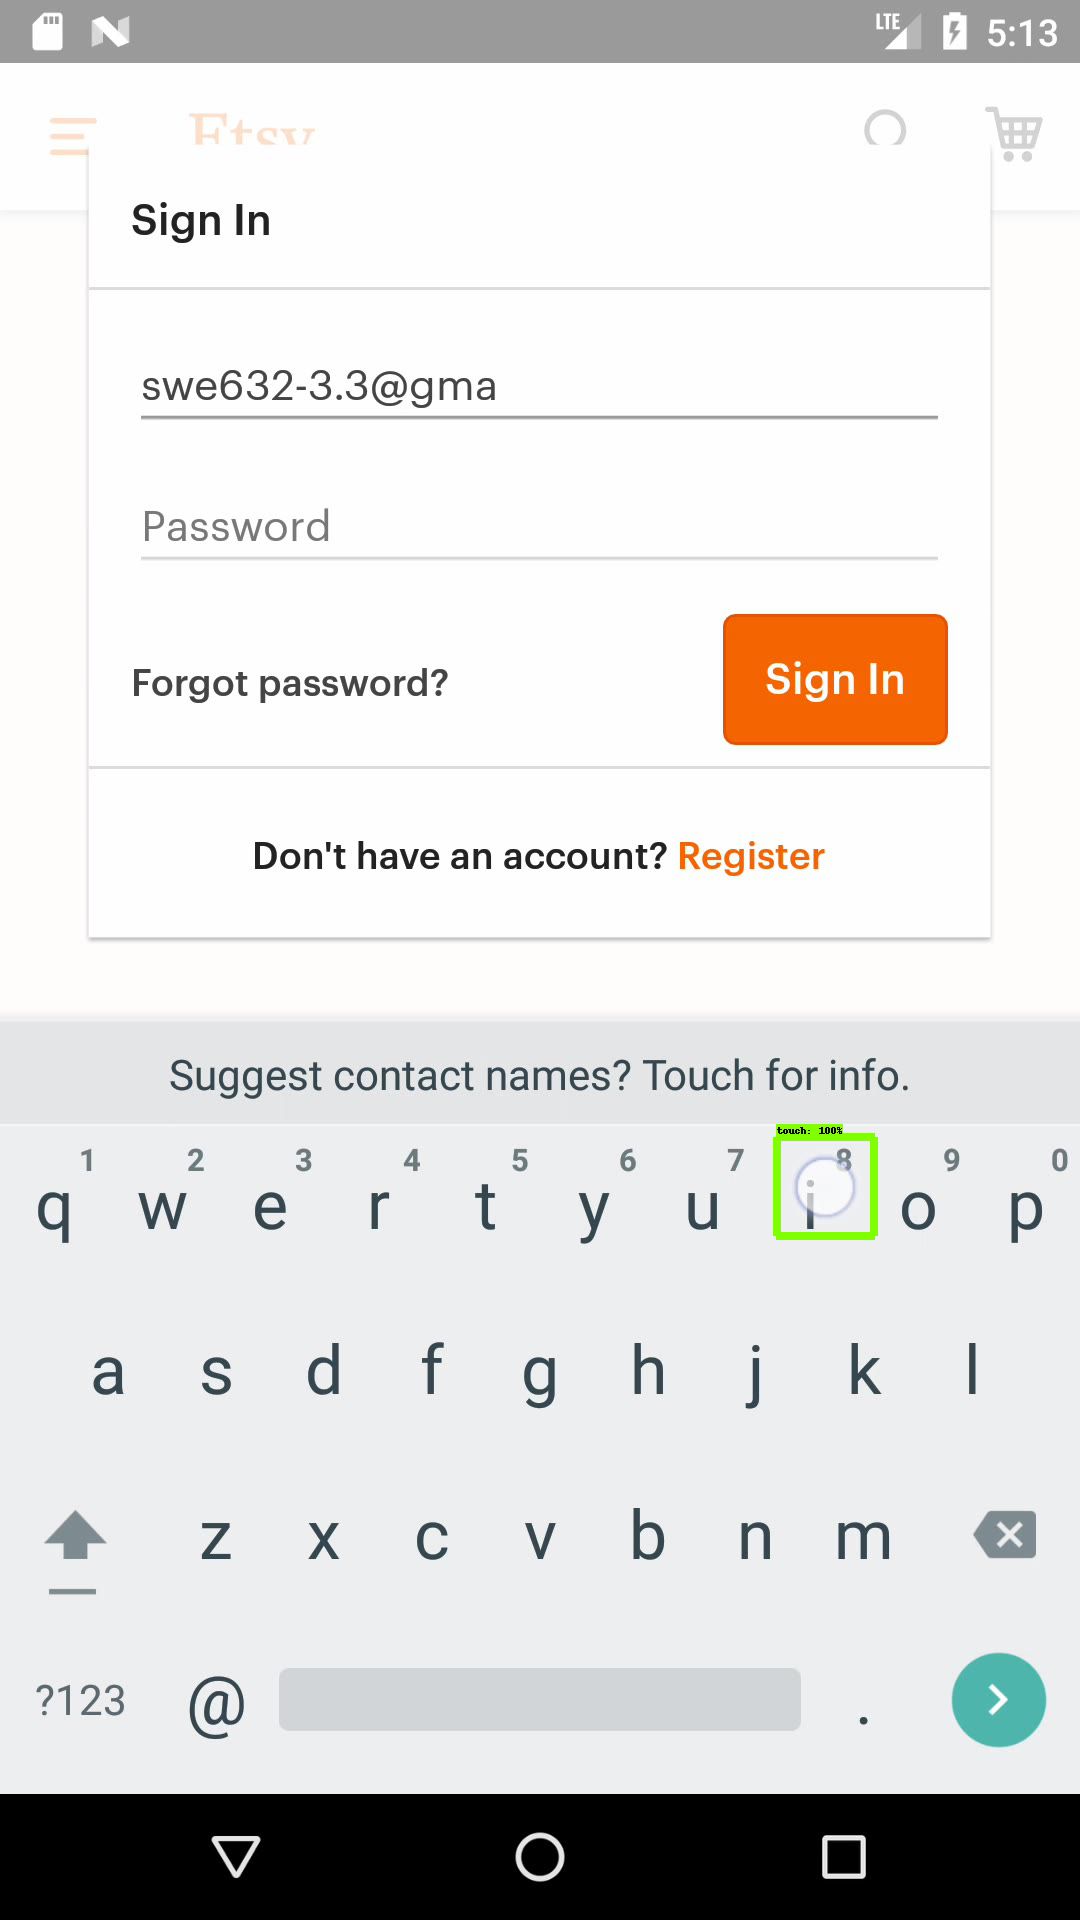 LTE 5:13
Etsy
Sign In
swe632-3.3@gma
Password
Forgot password? Sign In
Don't have an account? Register
Suggest contact names? Touch for info.
touch: 100%
1 2 3 4 5 6 7 8 9 0
q w e r t y u i o p
a s d f g h j k l
z x c v b n m
?123 @ .